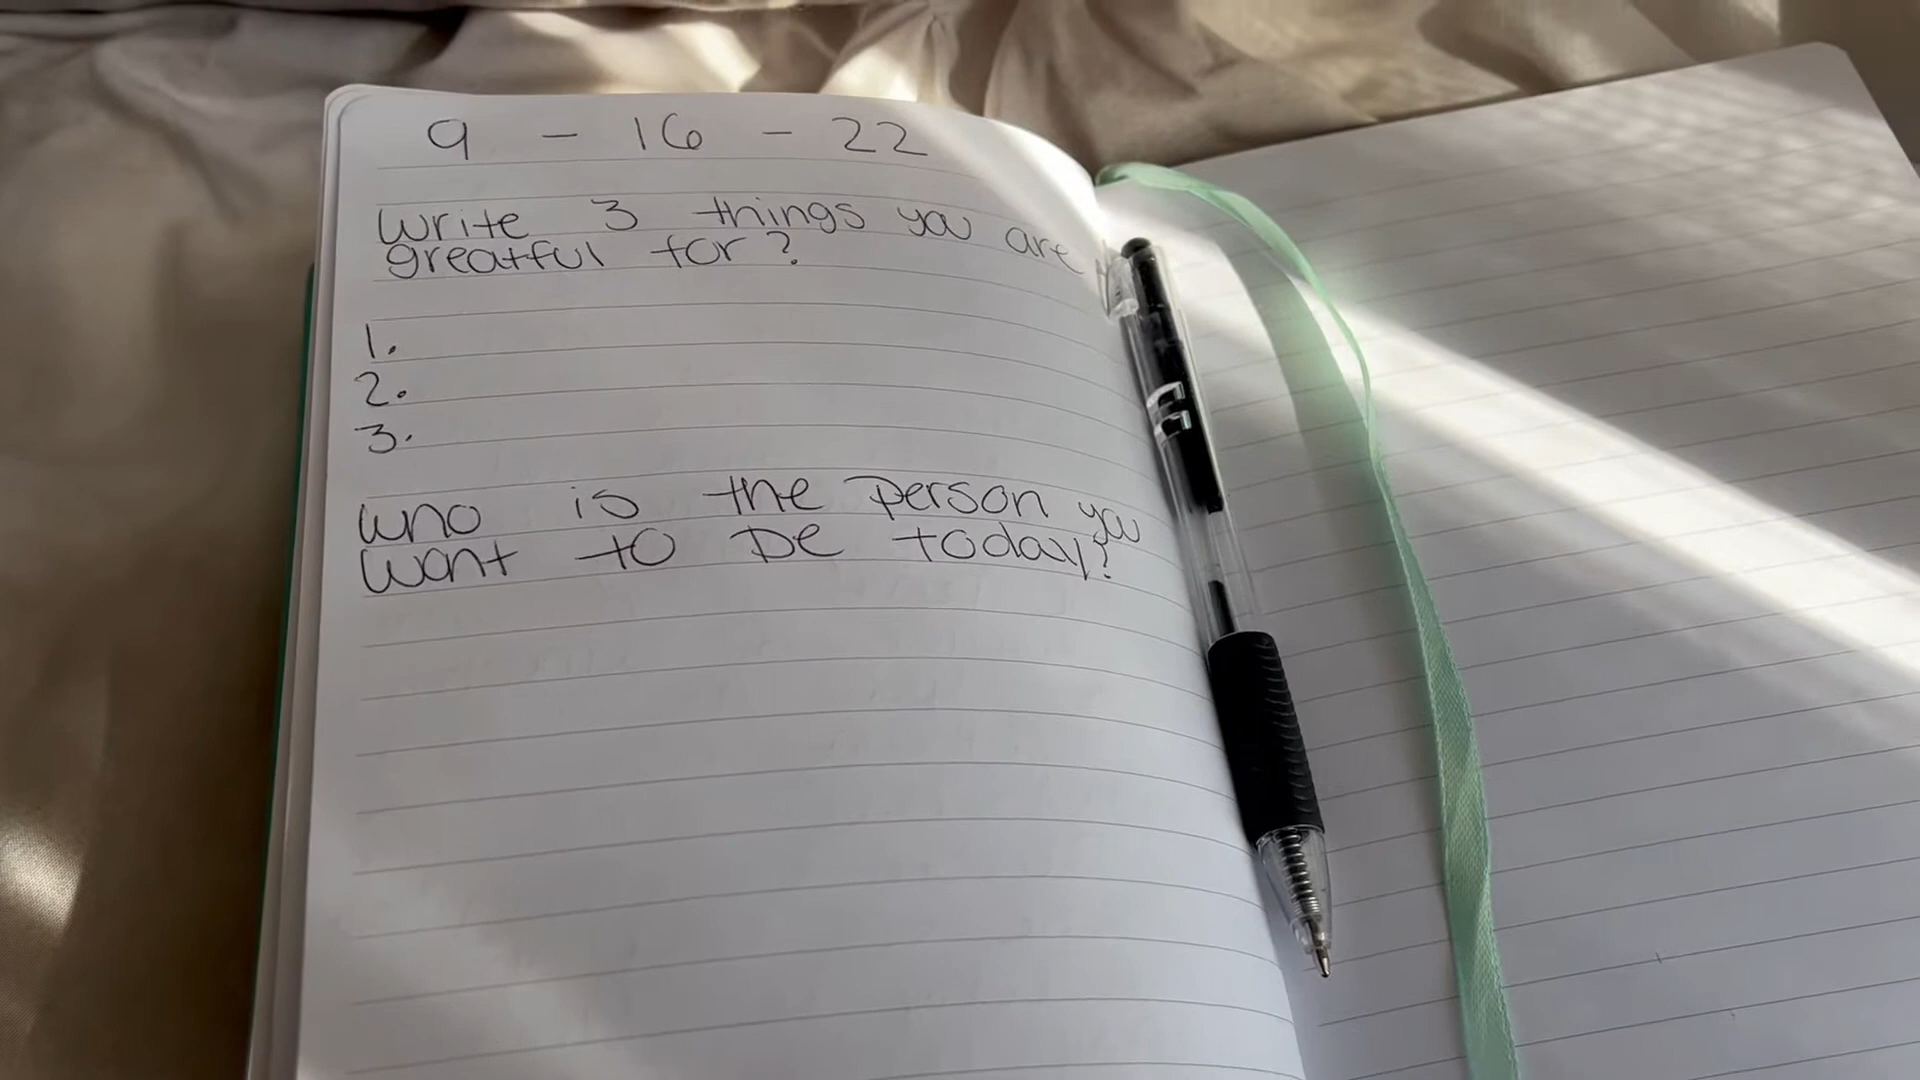 9 - 16 - 22
Write 3 things you are
greatful for?
1.
2.
3.
who is the person you
want to be today?